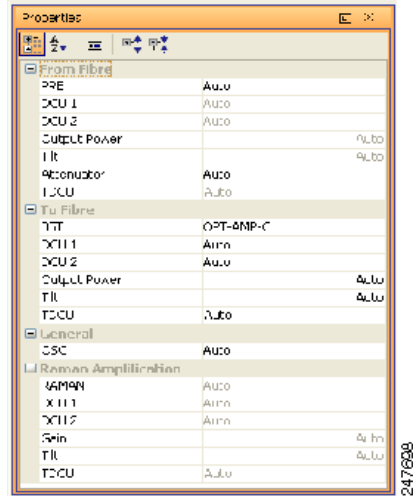 Properties
From Fibre
PRE Auto
DCU 1 Auto
DCU 2 Auto
Output Power Auto
Tilt Auto
Attenuator Auto
TDCU Auto
To Fibre
BST OPT-AMP-C
DCU 1 Auto
DCU 2 Auto
Output Power Auto
Tilt Auto
TDCU Auto
General
OSC Auto
Raman Amplification
RAMAN Auto
DCU 1 Auto
DCU 2 Auto
Gain Auto
Tilt Auto
TDCU Auto
247698